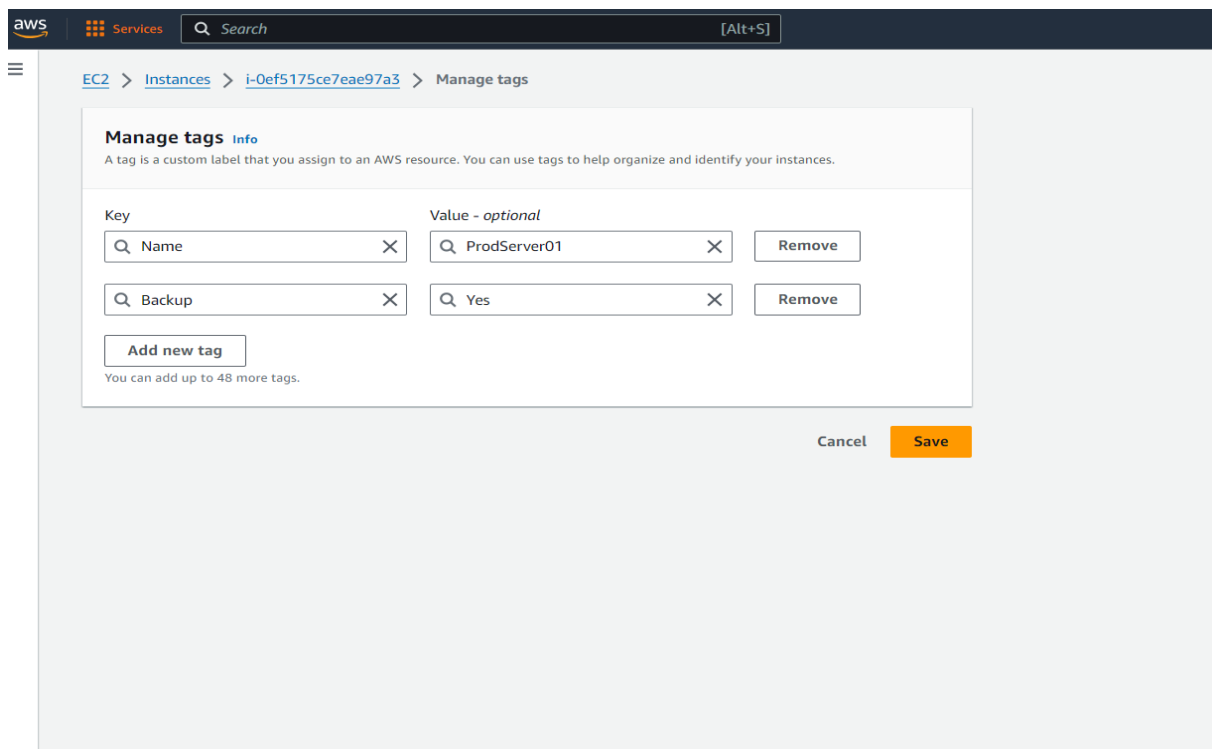 aws Services Search [Alt+S]
EC2 Instances i-0ef5175ce7eae97a3 Manage tags
Manage tags Info
A tag is a custom label that you assign to an AWS resource. You can use tags to help organize and identify your instances.
Key Value - optional
Name ProdServer01 Remove
Backup Yes Remove
Add new tag
You can add up to 48 more tags.
Cancel Save